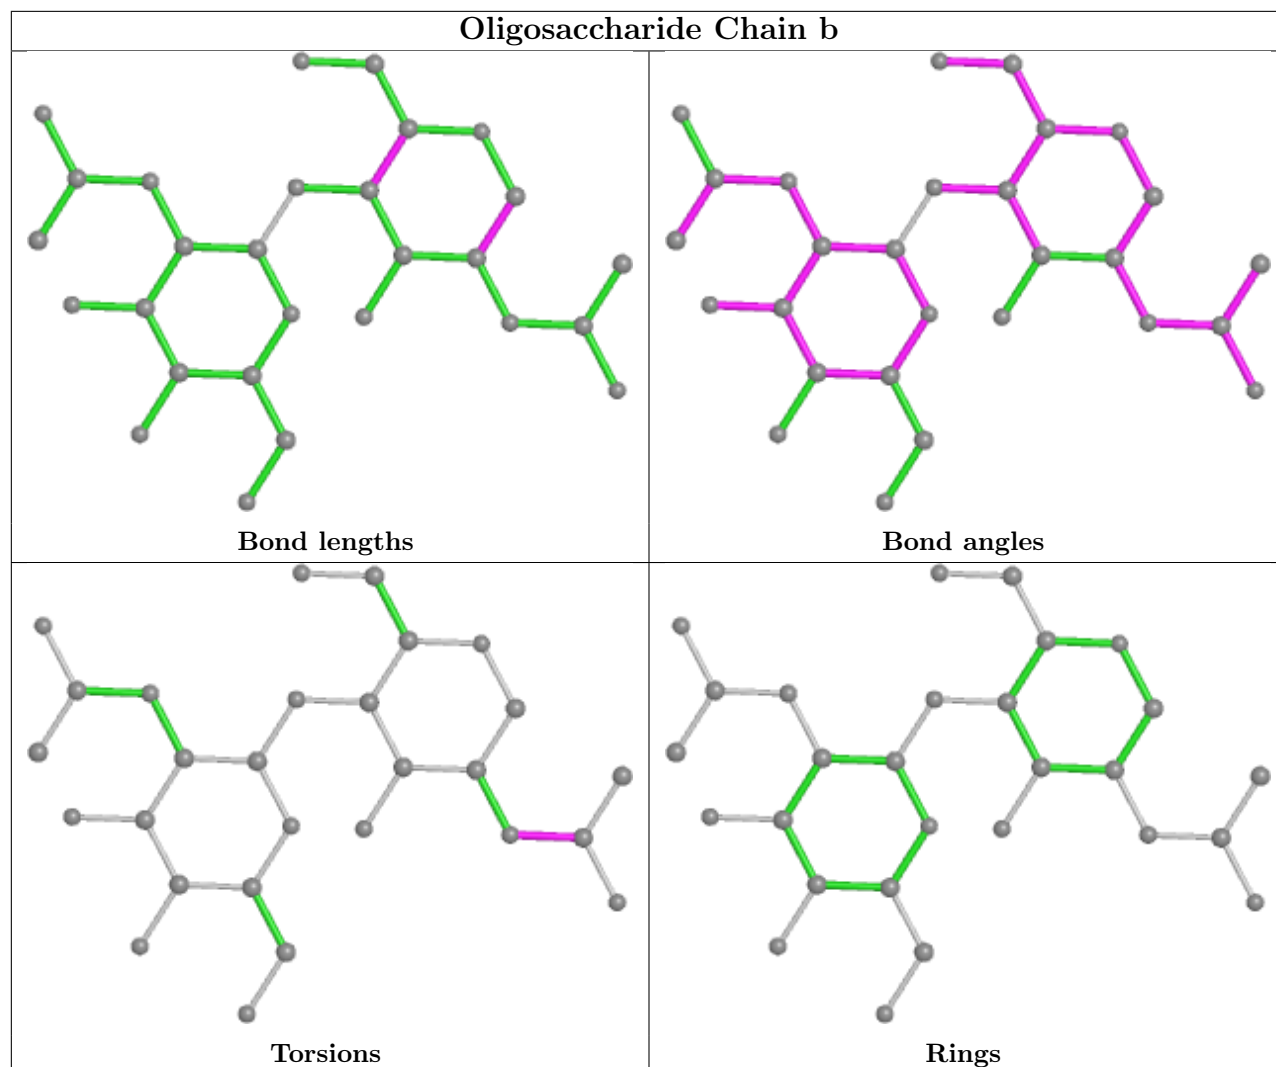 Oligosaccharide Chain b
Bond lengths
Bond angles
Torsions
Rings